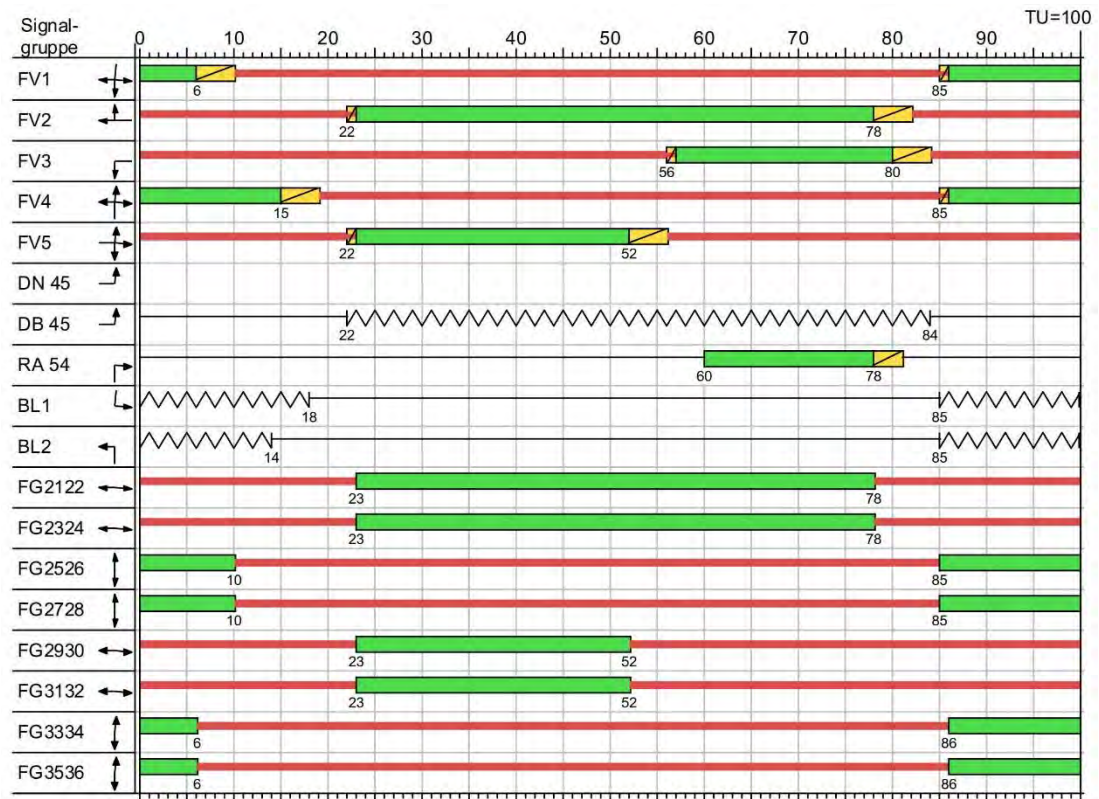 TU=100
Signal-
gruppe
0 10 20 30 40 50 60 70 80 90
FV1
6 85
FV2
22 78
FV3
56 80
FV4
15 85
FV5
22 52
DN 45
DB 45
22 84
RA 54
60 78
BL1
18 85
BL2
14 85
FG2122
23 78
FG2324
23 78
FG2526
10 85
FG2728
10 85
FG2930
23 52
FG3132
23 52
FG3334
6 86
FG3536
6 86